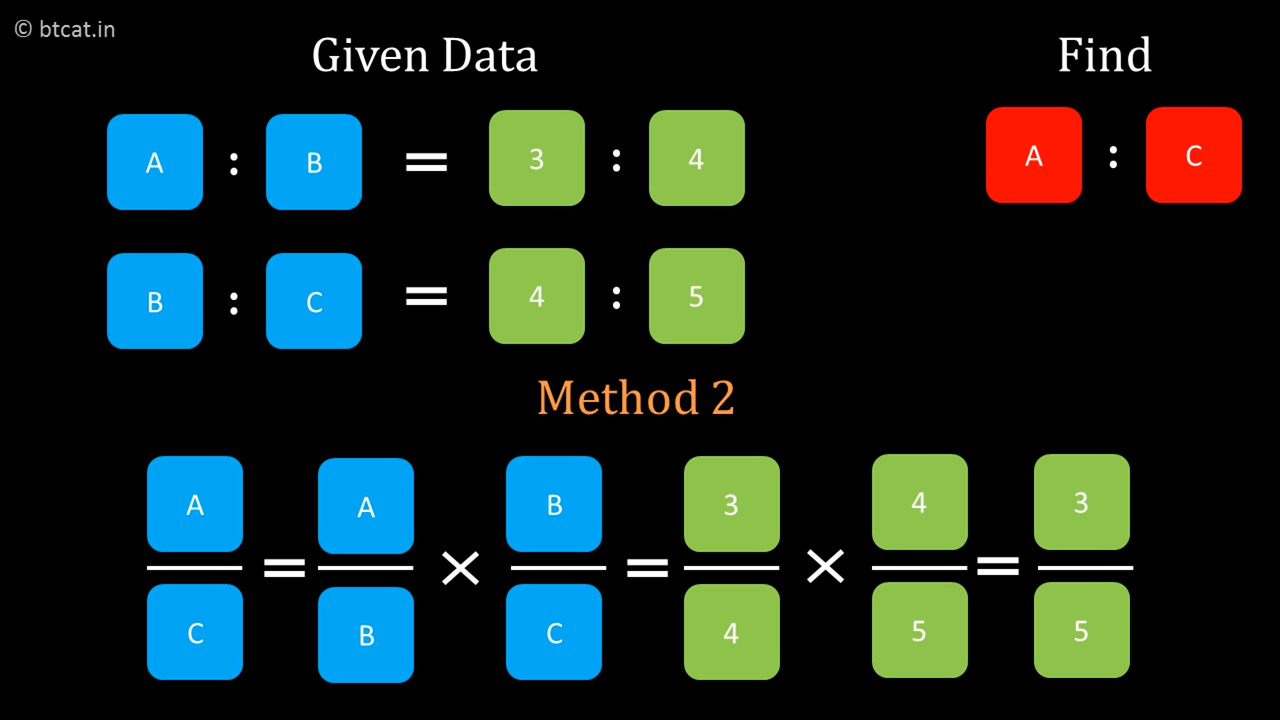 © btcat.in
Given Data
Find
A : B = 3 : 4
A : C
B : C = 4 : 5
Method 2
A = A × B = 3 × 4 = 3
C B C 4 5 5